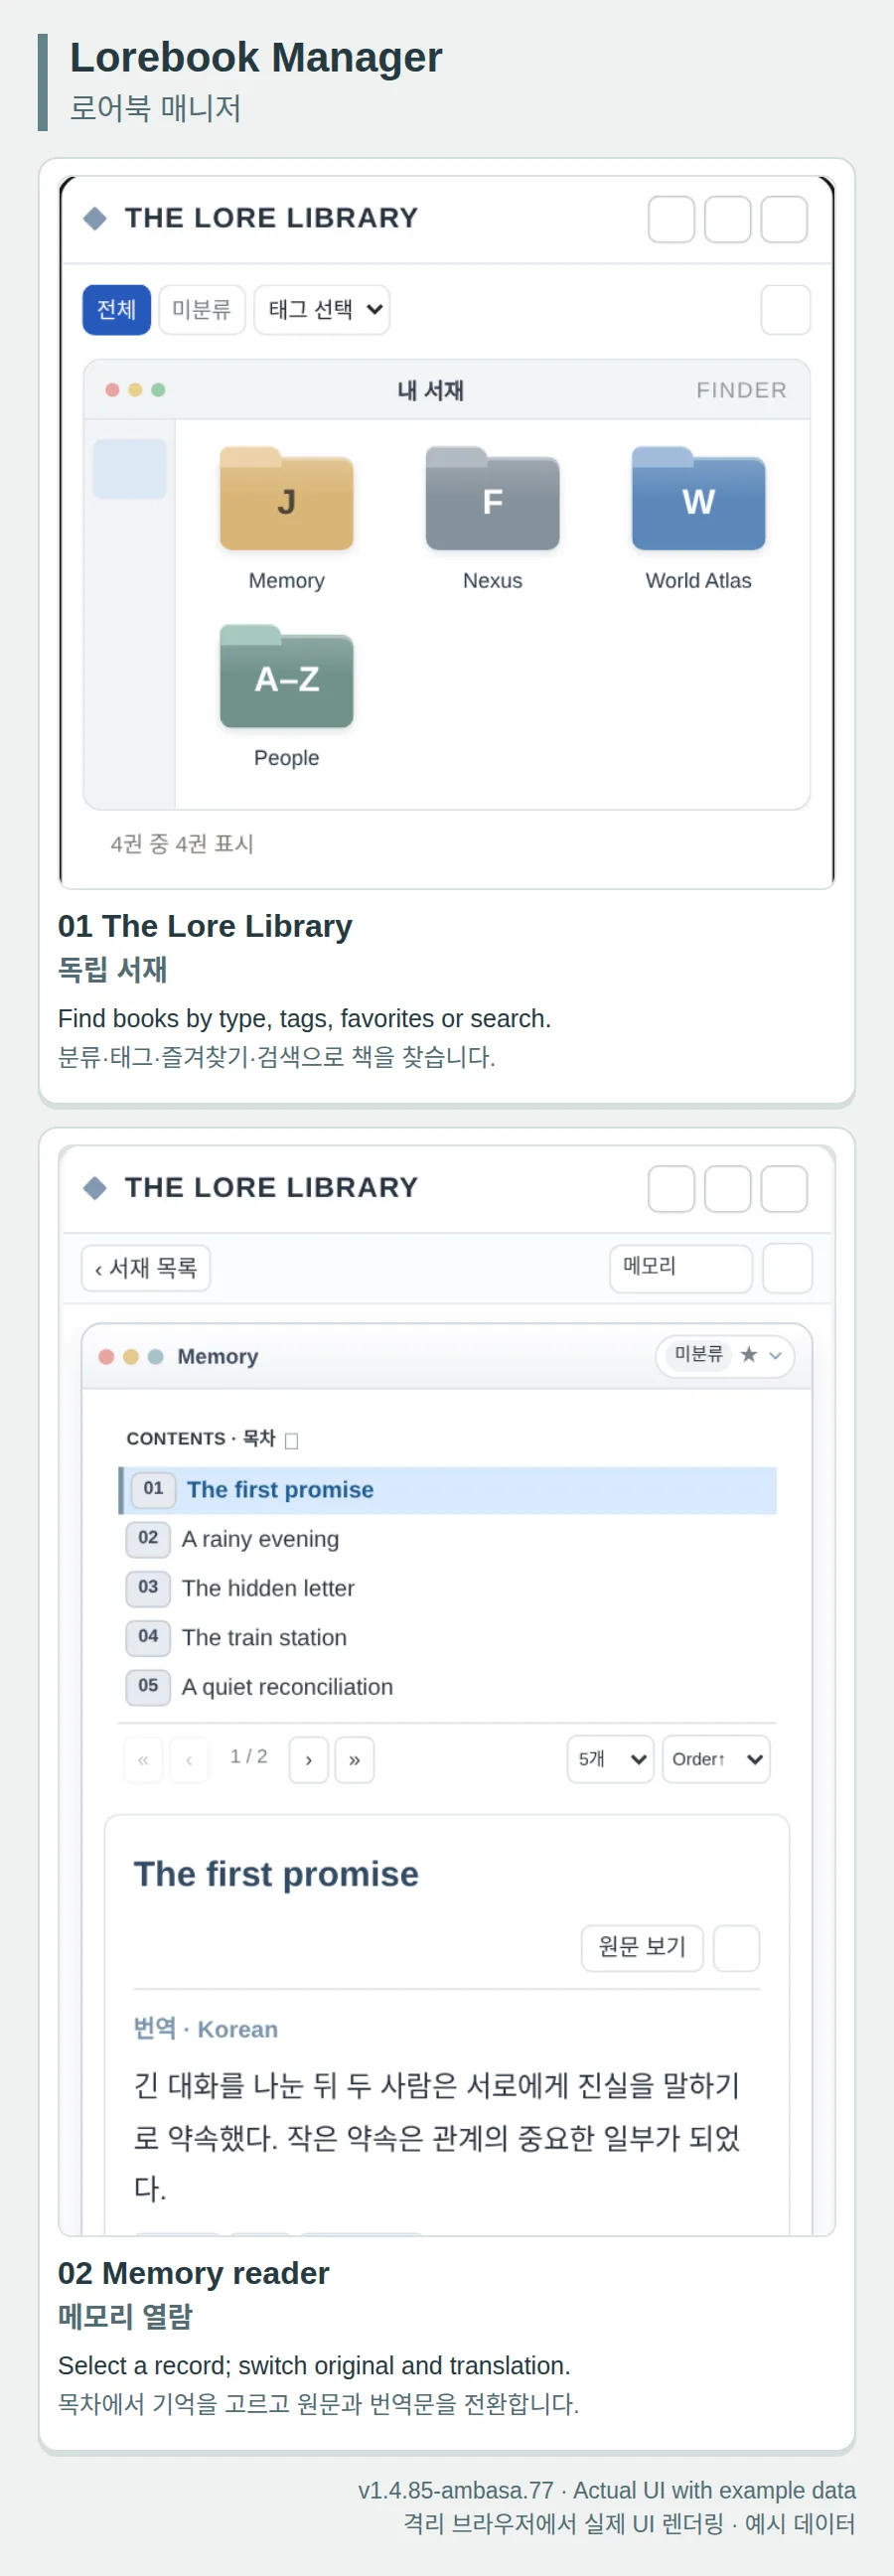 Lorebook Manager
로어북 매니저
THE LORE LIBRARY
전체 미분류 태그 선택
내 서재 FINDER
J F W
Memory Nexus World Atlas
A–Z
People
4권 중 4권 표시
01 The Lore Library
독립 서재
Find books by type, tags, favorites or search.
분류·태그·즐겨찾기·검색으로 책을 찾습니다.
THE LORE LIBRARY
‹ 서재 목록 메모리
Memory 미분류 ★
CONTENTS · 목차
01 The first promise
02 A rainy evening
03 The hidden letter
04 The train station
05 A quiet reconciliation
« ‹ 1 / 2 › » 5개 Order↑
The first promise
원문 보기
번역 · Korean
긴 대화를 나눈 뒤 두 사람은 서로에게 진실을 말하기
로 약속했다. 작은 약속은 관계의 중요한 일부가 되었
다.
02 Memory reader
메모리 열람
Select a record; switch original and translation.
목차에서 기억을 고르고 원문과 번역문을 전환합니다.
v1.4.85-ambasa.77 · Actual UI with example data
격리 브라우저에서 실제 UI 렌더링 · 예시 데이터